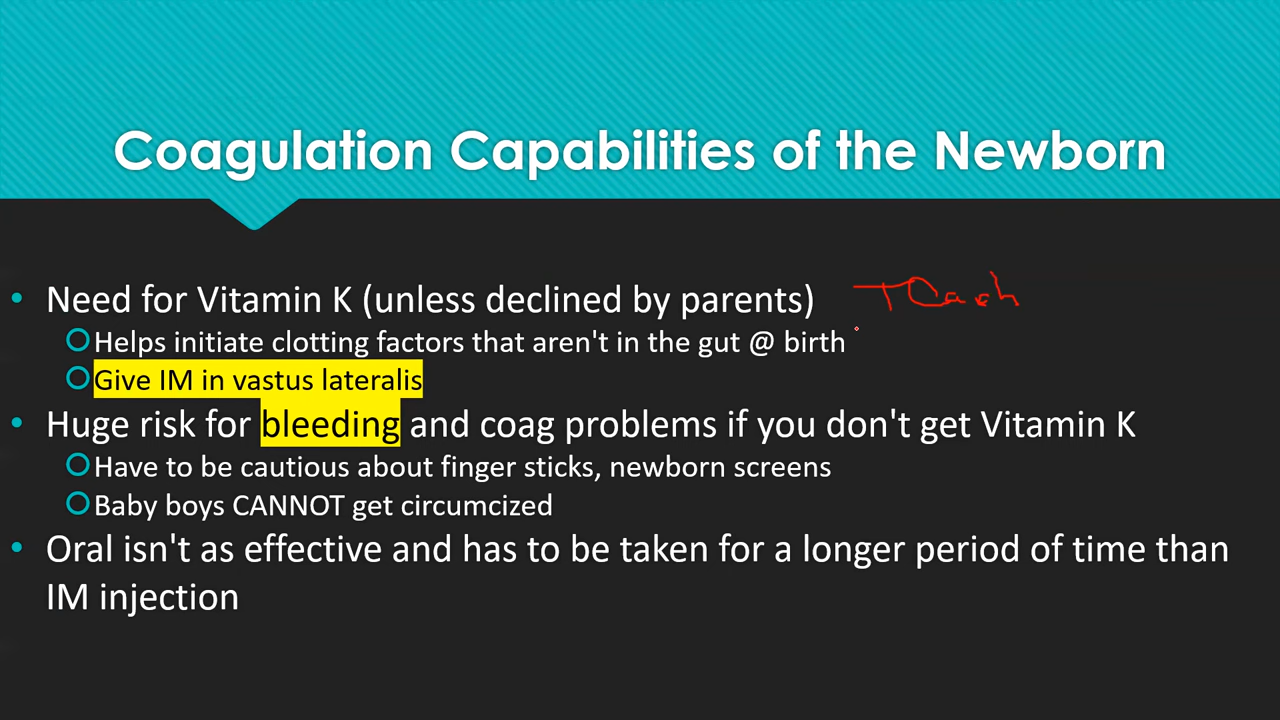 Coagulation Capabilities of the Newborn
• Need for Vitamin K (unless declined by parents)
Helps initiate clotting factors that aren't in the gut @ birth
Give IM in vastus lateralis
• Huge risk for bleeding and coag problems if you don't get Vitamin K
Have to be cautious about finger sticks, newborn screens
Baby boys CANNOT get circumcized
• Oral isn't as effective and has to be taken for a longer period of time than
IM injection